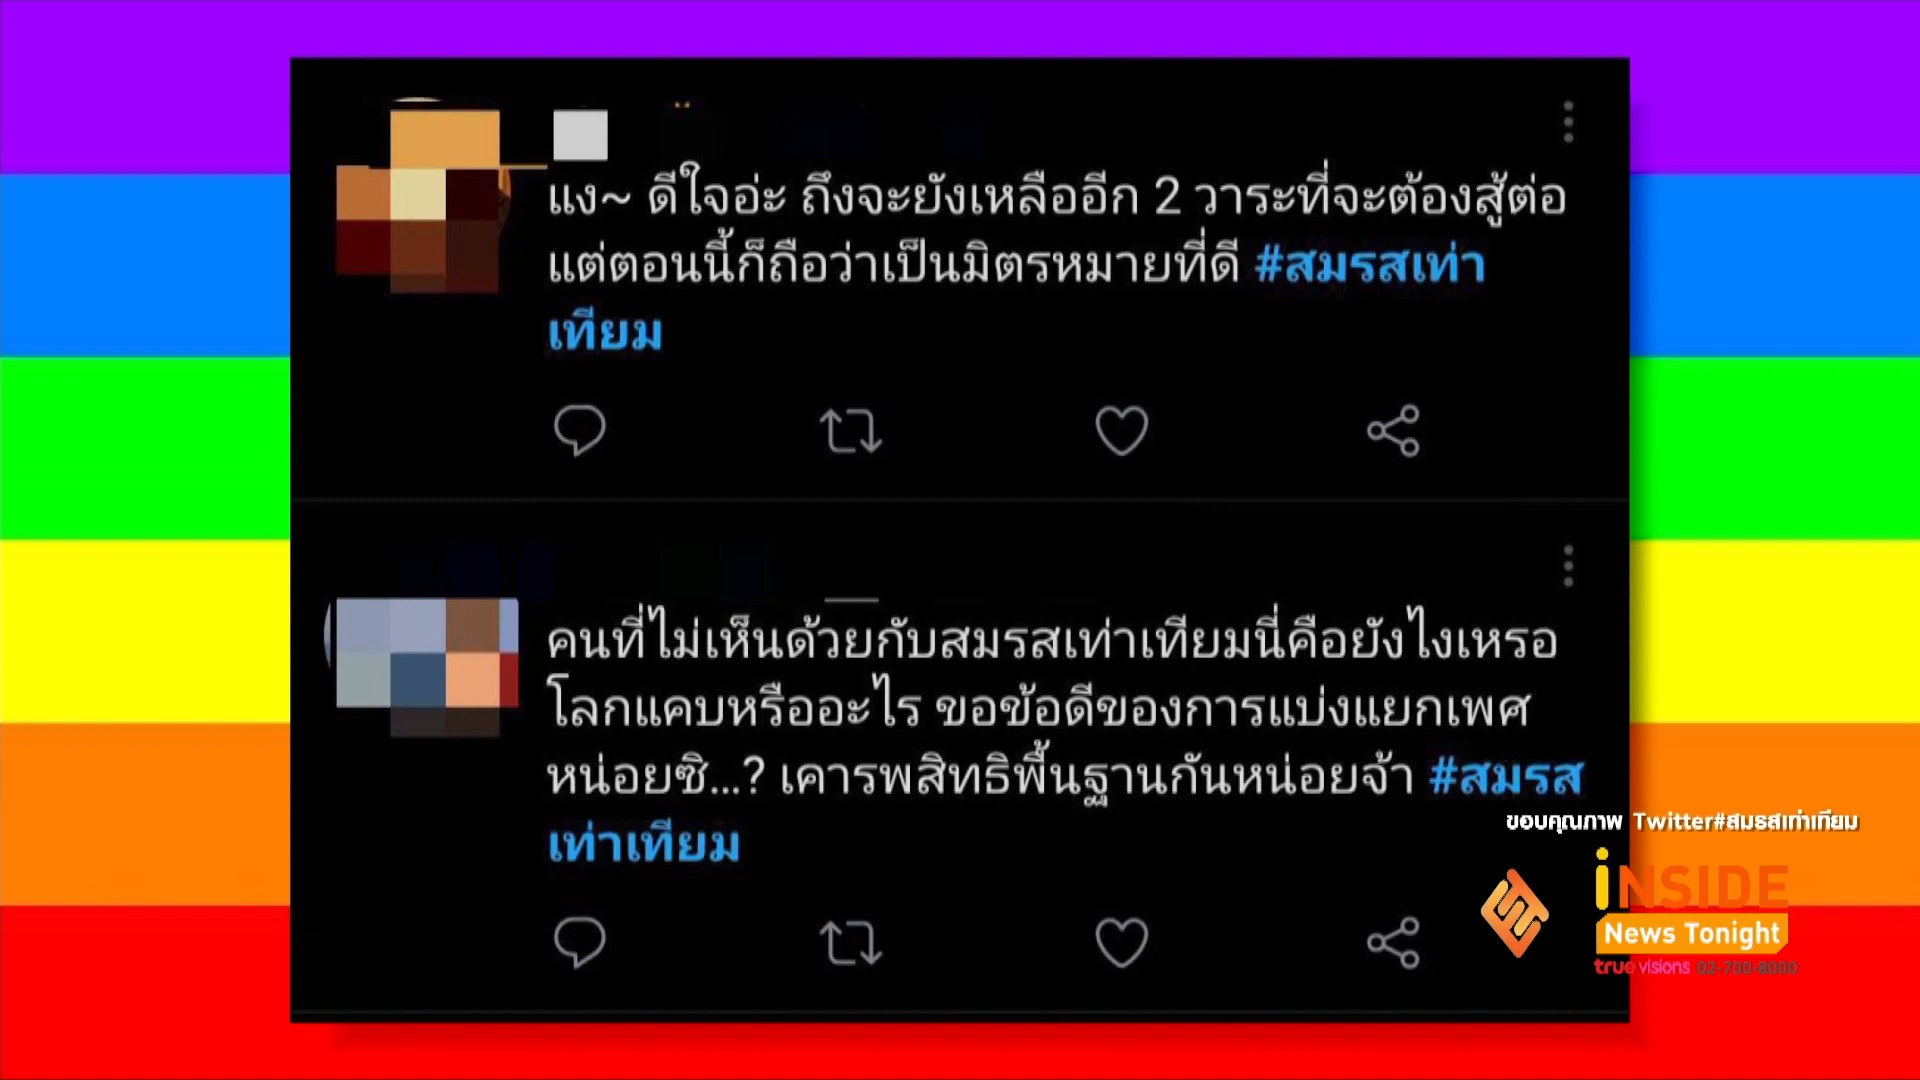 แง~ ดีใจอ่ะ ถึงจะยังเหลืออีก 2 วาระที่จะต้องสู้ต่อ
แต่ตอนนี้ก็ถือว่าเป็นมิตรหมายที่ดี #สมรสเท่า
เทียม
คนที่ไม่เห็นด้วยกับสมรสเท่าเทียมนี่คือยังไงเหรอ
โลกแคบหรืออะไร ขอข้อดีของการแบ่งแยกเพศ
หน่อยซิ...? เคารพสิทธิพื้นฐานกันหน่อยจ้า #สมรส
เท่าเทียม
ขอบคุณภาพ Twitter#สมรสเท่าเทียม
iNSIDE
News Tonight
true visions 02-700-8000